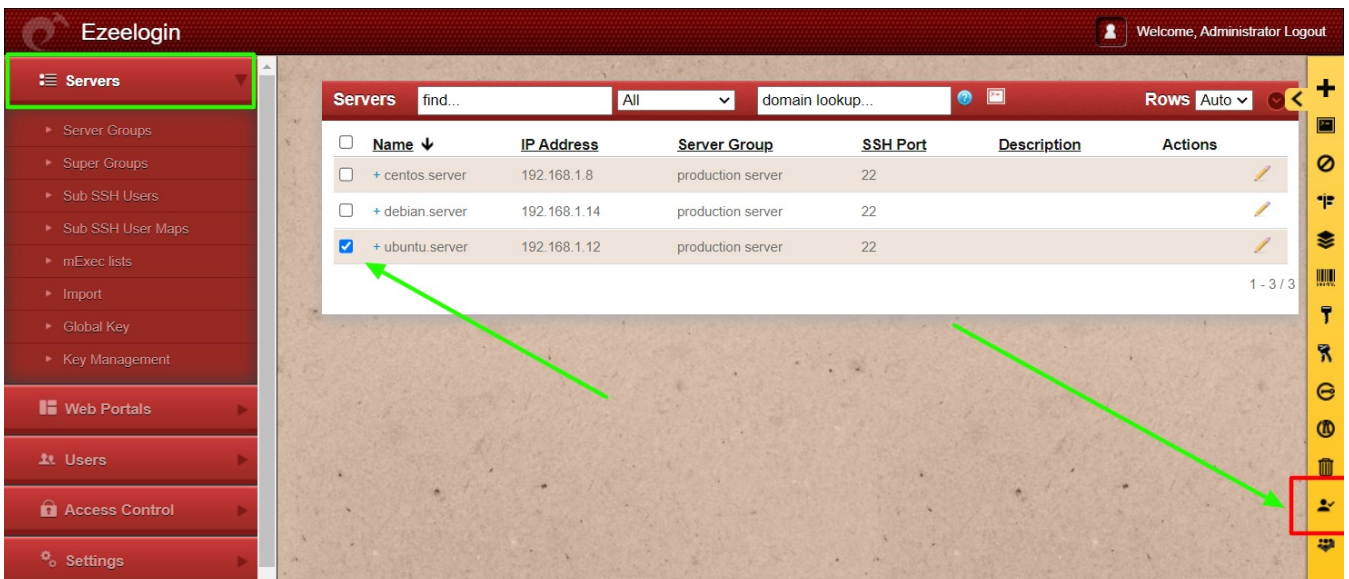 Ezeelogin
Welcome, Administrator Logout
Servers
Server Groups
Super Groups
Sub SSH Users
Sub SSH User Maps
mExec lists
Import
Global Key
Key Management
Web Portals
Users
Access Control
Settings
Servers find... All domain lookup... Rows Auto
Name IP Address Server Group SSH Port Description Actions
+ centos.server 192.168.1.8 production server 22
+ debian.server 192.168.1.14 production server 22
+ ubuntu.server 192.168.1.12 production server 22
1 - 3 / 3